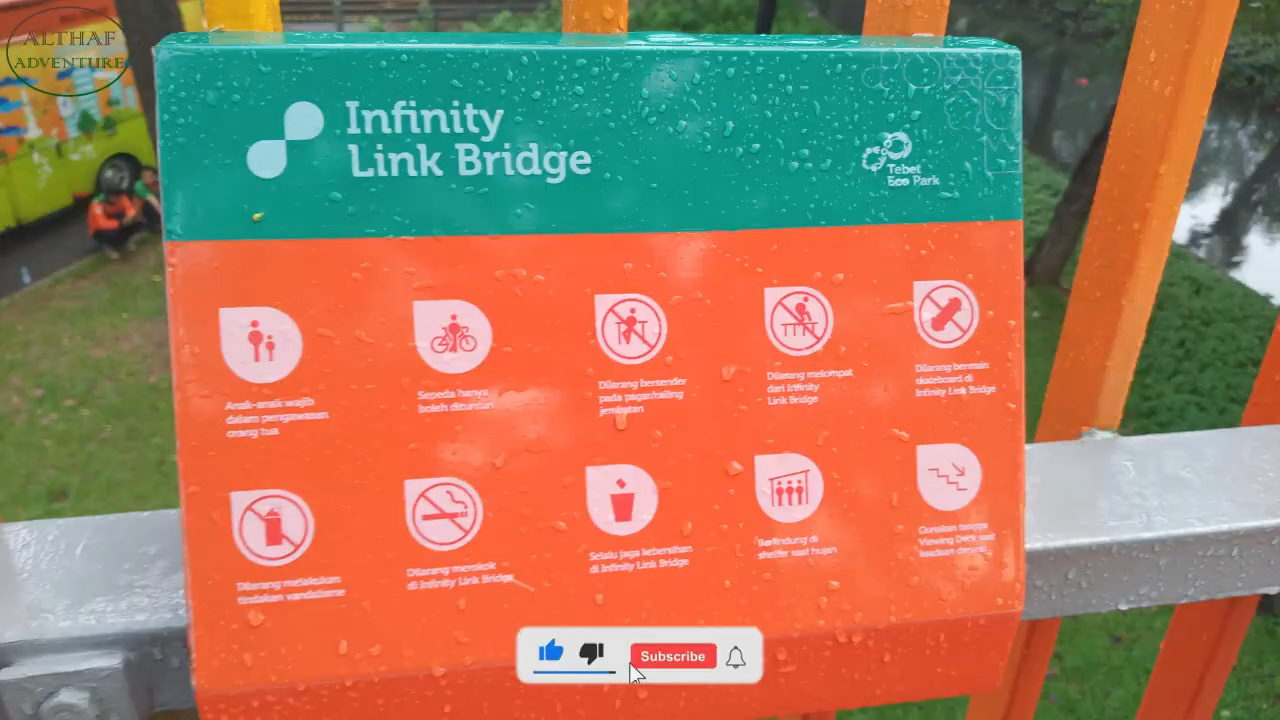 ALTHAF
ADVENTURE
Infinity
Link Bridge
Tebet
Eco Park
Anak-anak wajib
dalam pengawasan
orang tua
Sepeda hanya
boleh dituntun
Dilarang bersender
pada pagar/railing
jembatan
Dilarang melompat
dari Infinity
Link Bridge
Dilarang bermain
skateboard di
Infinity Link Bridge
Dilarang melakukan
tindakan vandalisme
Dilarang merokok
di Infinity Link Bridge
Selalu jaga kebersihan
di Infinity Link Bridge
Berlindung di
shelter saat hujan
Gunakan tangga
Viewing Deck saat
keadaan darurat
Subscribe